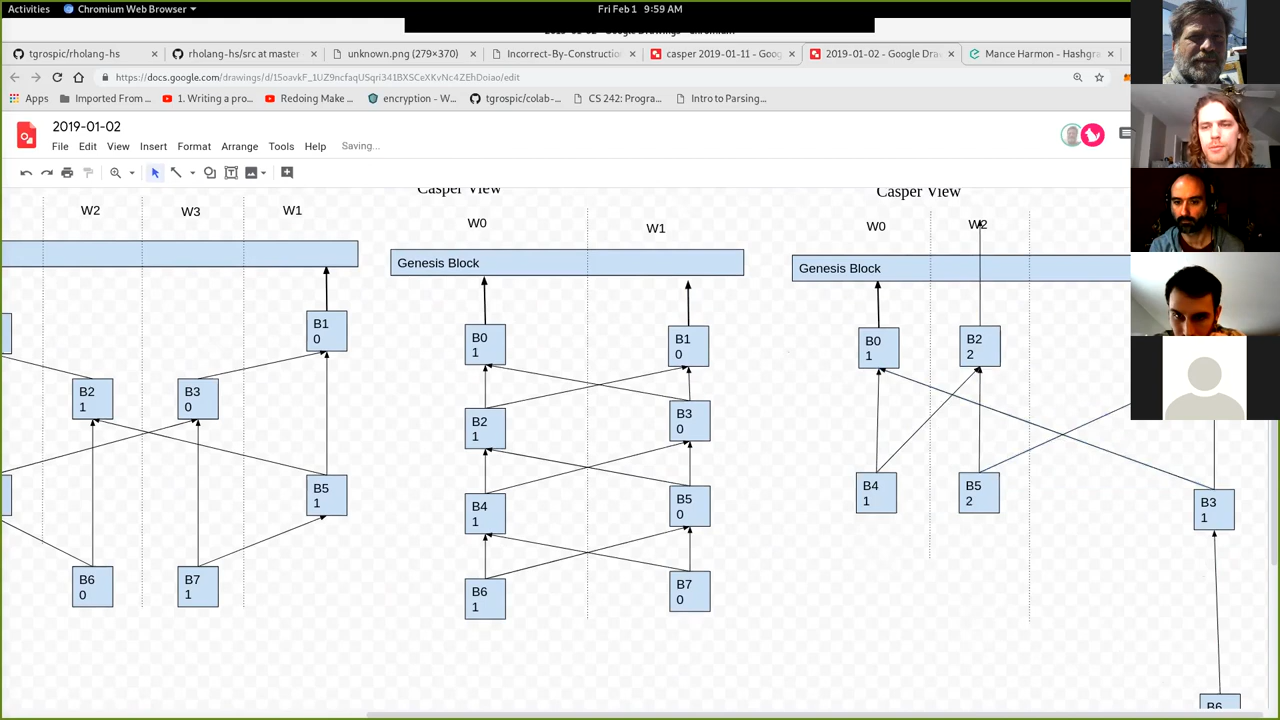 Activities Chromium Web Browser Fri Feb 1 9:59 AM
tgrospic/rholang-hs rholang-hs/src at master unknown.png (279×370) Incorrect-By-Constructio casper 2019-01-11 - Goog 2019-01-02 - Google Dra Mance Harmon - Hashgra
https://docs.google.com/drawings/d/
Apps Imported From ... 1. Writing a pro... Redoing Make ... encryption - W... tgrospic/colab-... CS 242: Progra... Intro to Parsing...
2019-01-02
File Edit View Insert Format Arrange Tools Help Saving...
Casper View Casper View
W2 W3 W1 W0 W1 W0 W2
Genesis Block Genesis Block
B1
0
B0
1
B1
0
B0
1
B2
2
B2
1
B3
0
B2
1
B3
0
B5
1
B4
1
B5
0
B4
1
B5
2
B3
1
B6
0
B7
1
B6
1
B7
0
B6